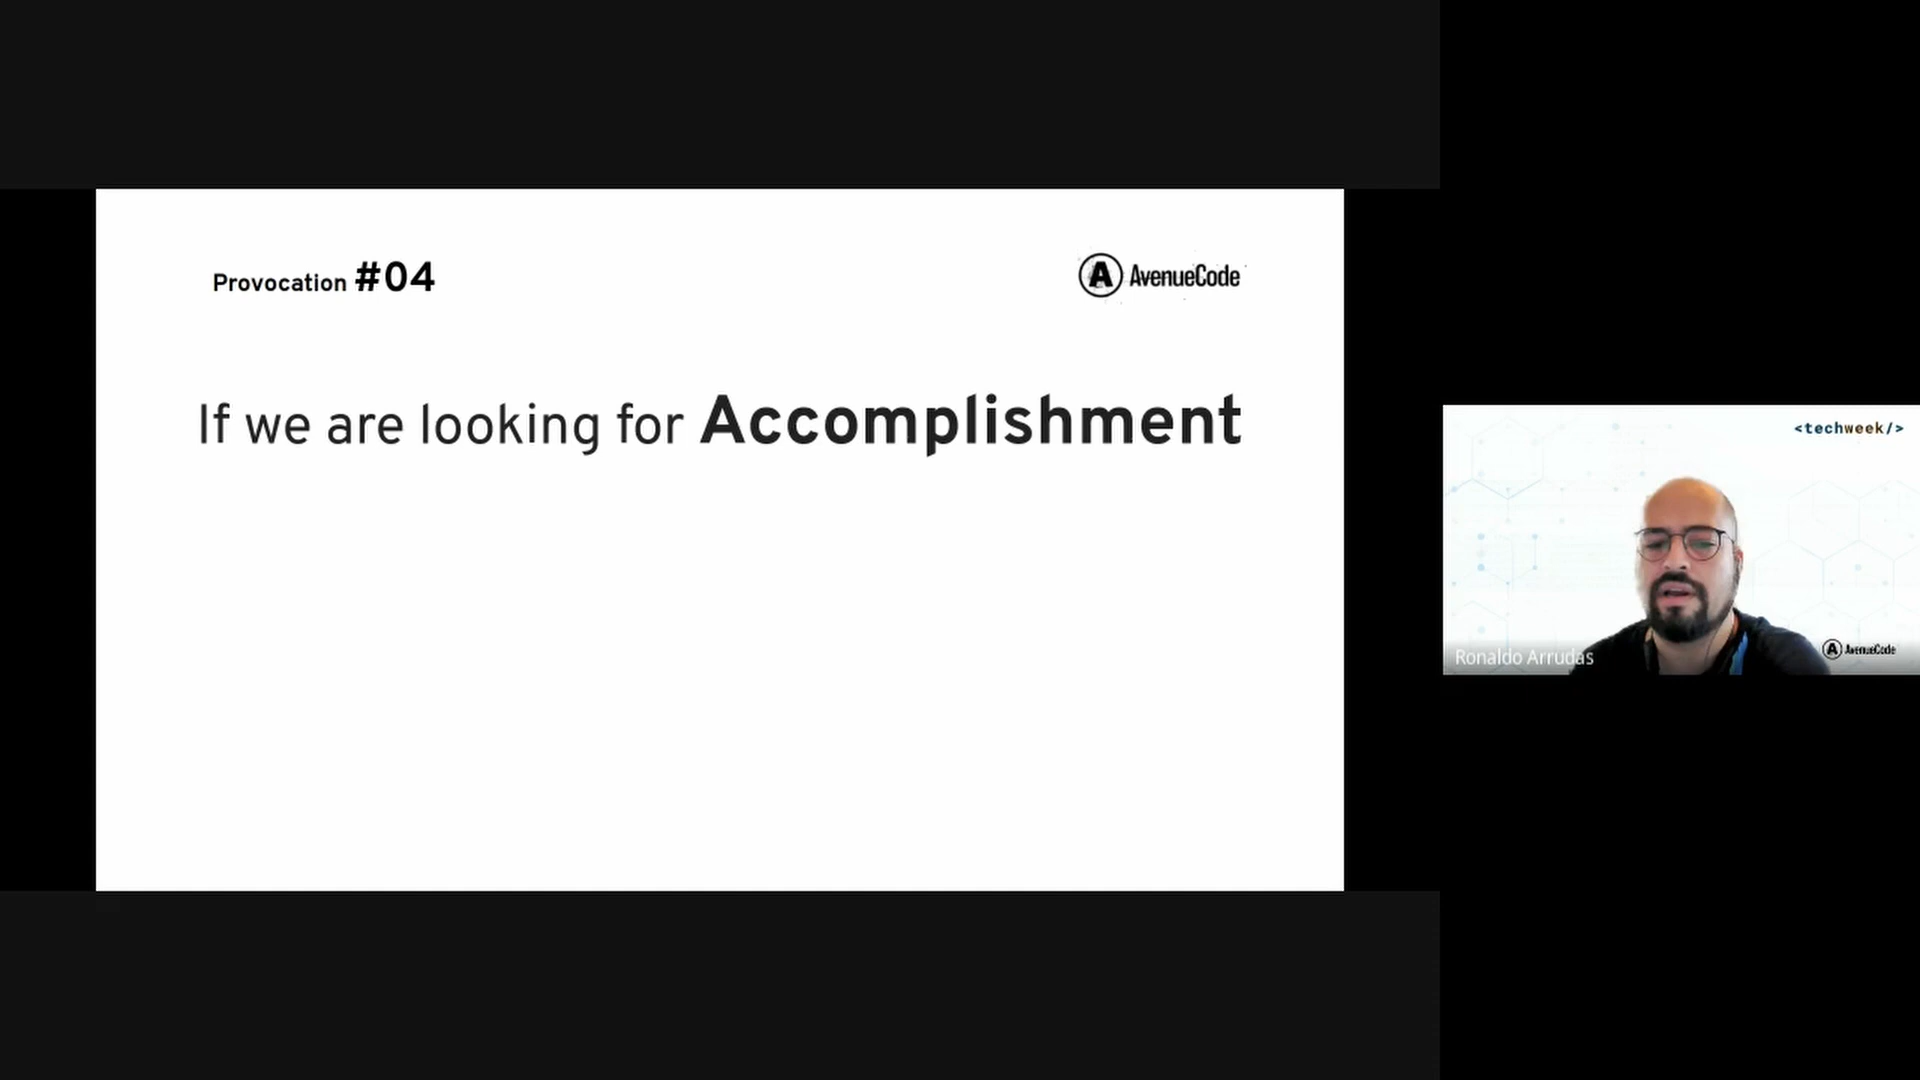 Provocation #04
AvenueCode
If we are looking for Accomplishment
<techweek/>
Ronaldo Arrudas
AvenueCode